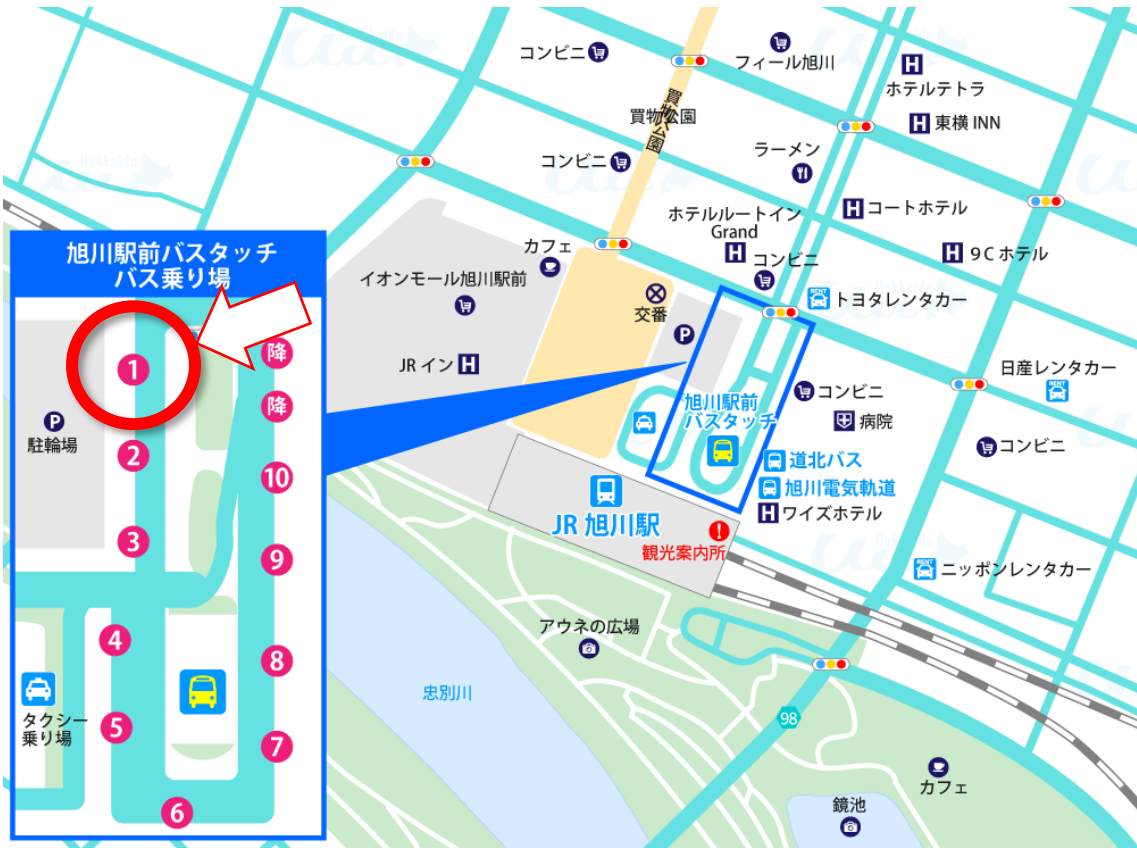 コンビニ
フィール旭川
H
ホテルテトラ
買物公園
買物公園
H 東横 INN
コンビニ
ラーメン
Hokkaido
ホテルルートイン
Grand
H
H コートホテル
カフェ
コンビニ
H 9Cホテル
イオンモール旭川駅前
交番
RENT
トヨタレンタカー
P
JR イン H
日産レンタカー
RENT
旭川駅前
バスタッチ
コンビニ
病院
コンビニ
道北バス
旭川電気軌道
H ワイズホテル
JR 旭川駅
!
観光案内所
RENT
ニッポンレンタカー
アウネの広場
忠別川
98
カフェ
鏡池
旭川駅前バスタッチ
バス乗り場
1
降
降
P
駐輪場
2
10
3
9
4
8
タクシー
乗り場
5
7
6